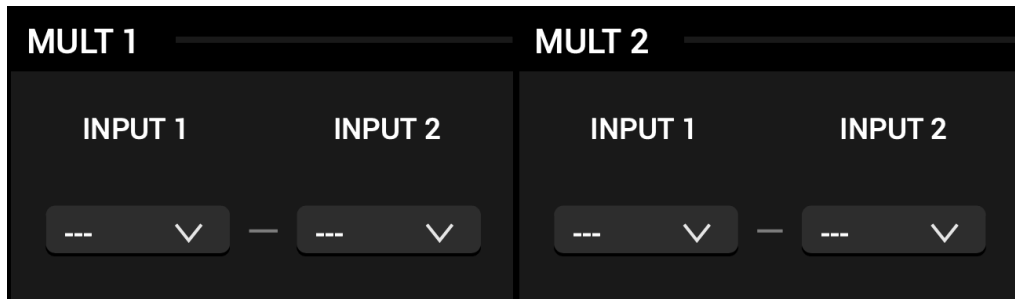 MULT 1 MULT 2
INPUT 1 INPUT 2 INPUT 1 INPUT 2
--- --- --- ---